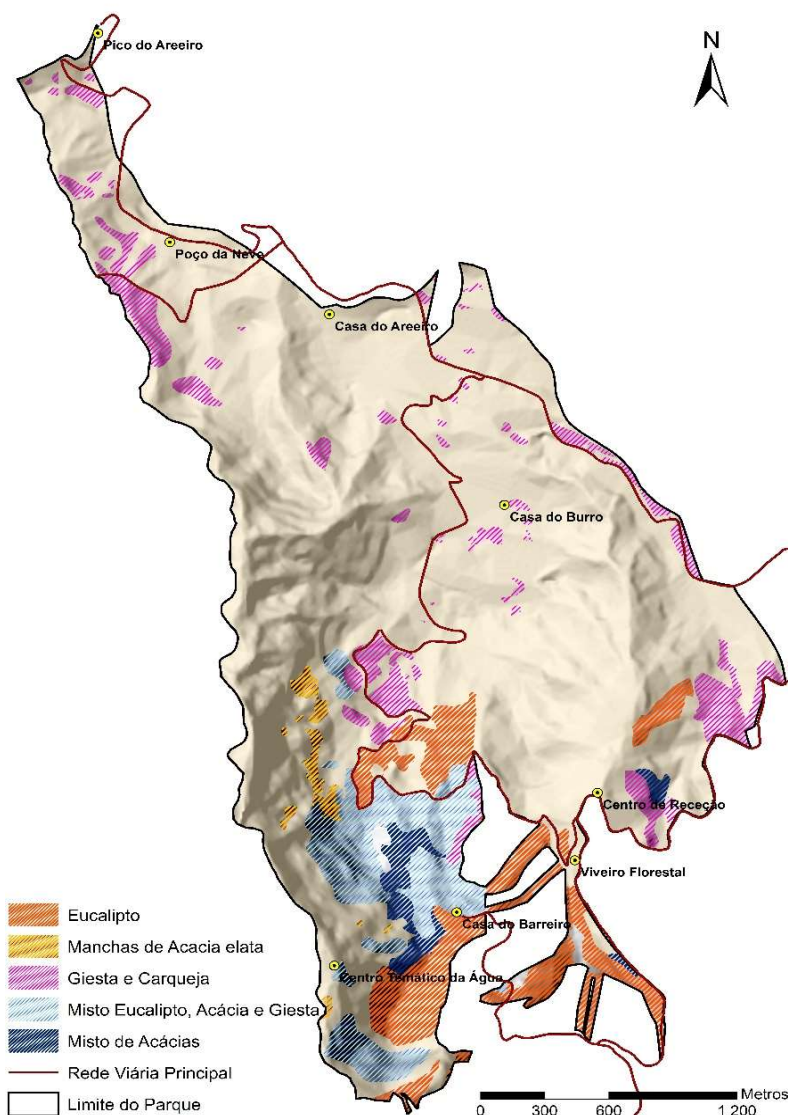 Pico do Areeiro
N
Poço da Neve
Casa do Areeiro
Casa do Burro
Centro de Receção
Viveiro Florestal
Casa do Barreiro
Centro Temático da Água
Eucalipto
Manchas de Acacia elata
Giesta e Carqueja
Misto Eucalipto, Acácia e Giesta
Misto de Acácias
Rede Viária Principal
Limite do Parque
Metros
0 300 600 1 200